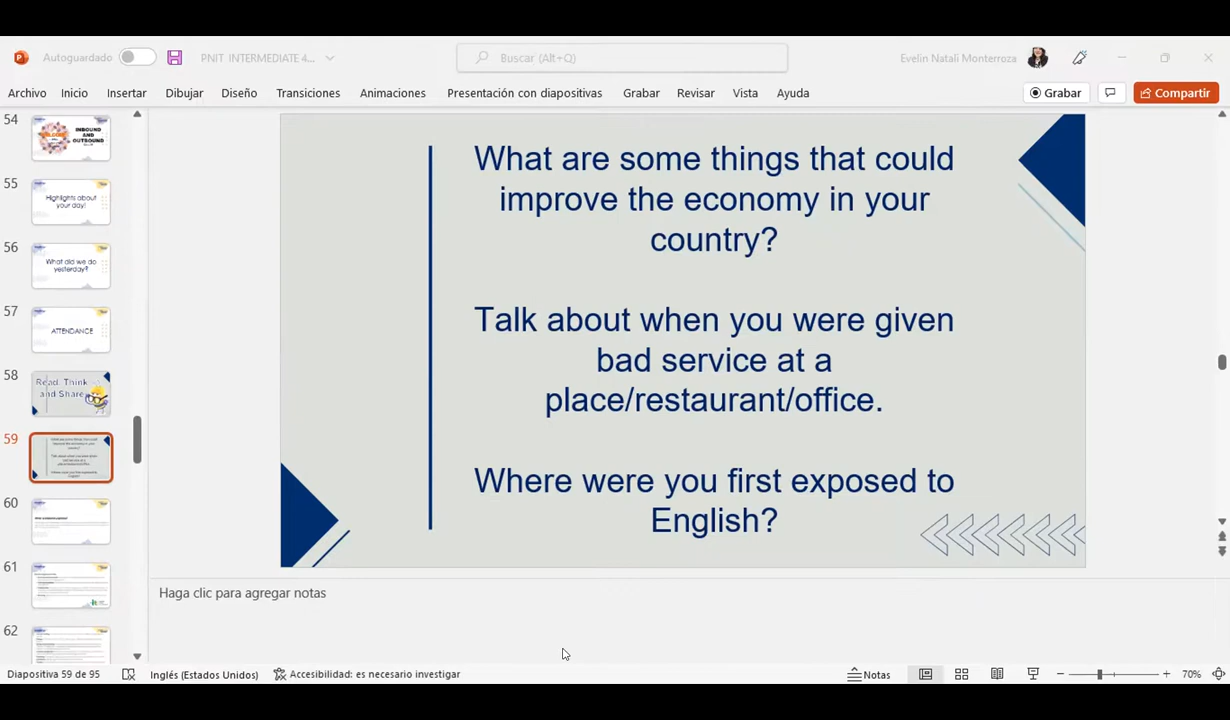 Autoguardado
PNIT INTERMEDIATE 4...
Buscar (Alt+Q)
Evelin Natali Monterroza
Archivo Inicio Insertar Dibujar Diseño Transiciones Animaciones Presentación con diapositivas Grabar Revisar Vista Ayuda
Grabar
Compartir
54
INBOUND
AND
OUTBOUND
55
Highlights about
your day!
56
What did we do
yesterday?
57
ATTENDANCE
58
Read, Think
and Share
59
60
61
62
What are some things that could
improve the economy in your
country?
Talk about when you were given
bad service at a
place/restaurant/office.
Where were you first exposed to
English?
Haga clic para agregar notas
Diapositiva 59 de 95
Inglés (Estados Unidos)
Accesibilidad: es necesario investigar
Notas
70%